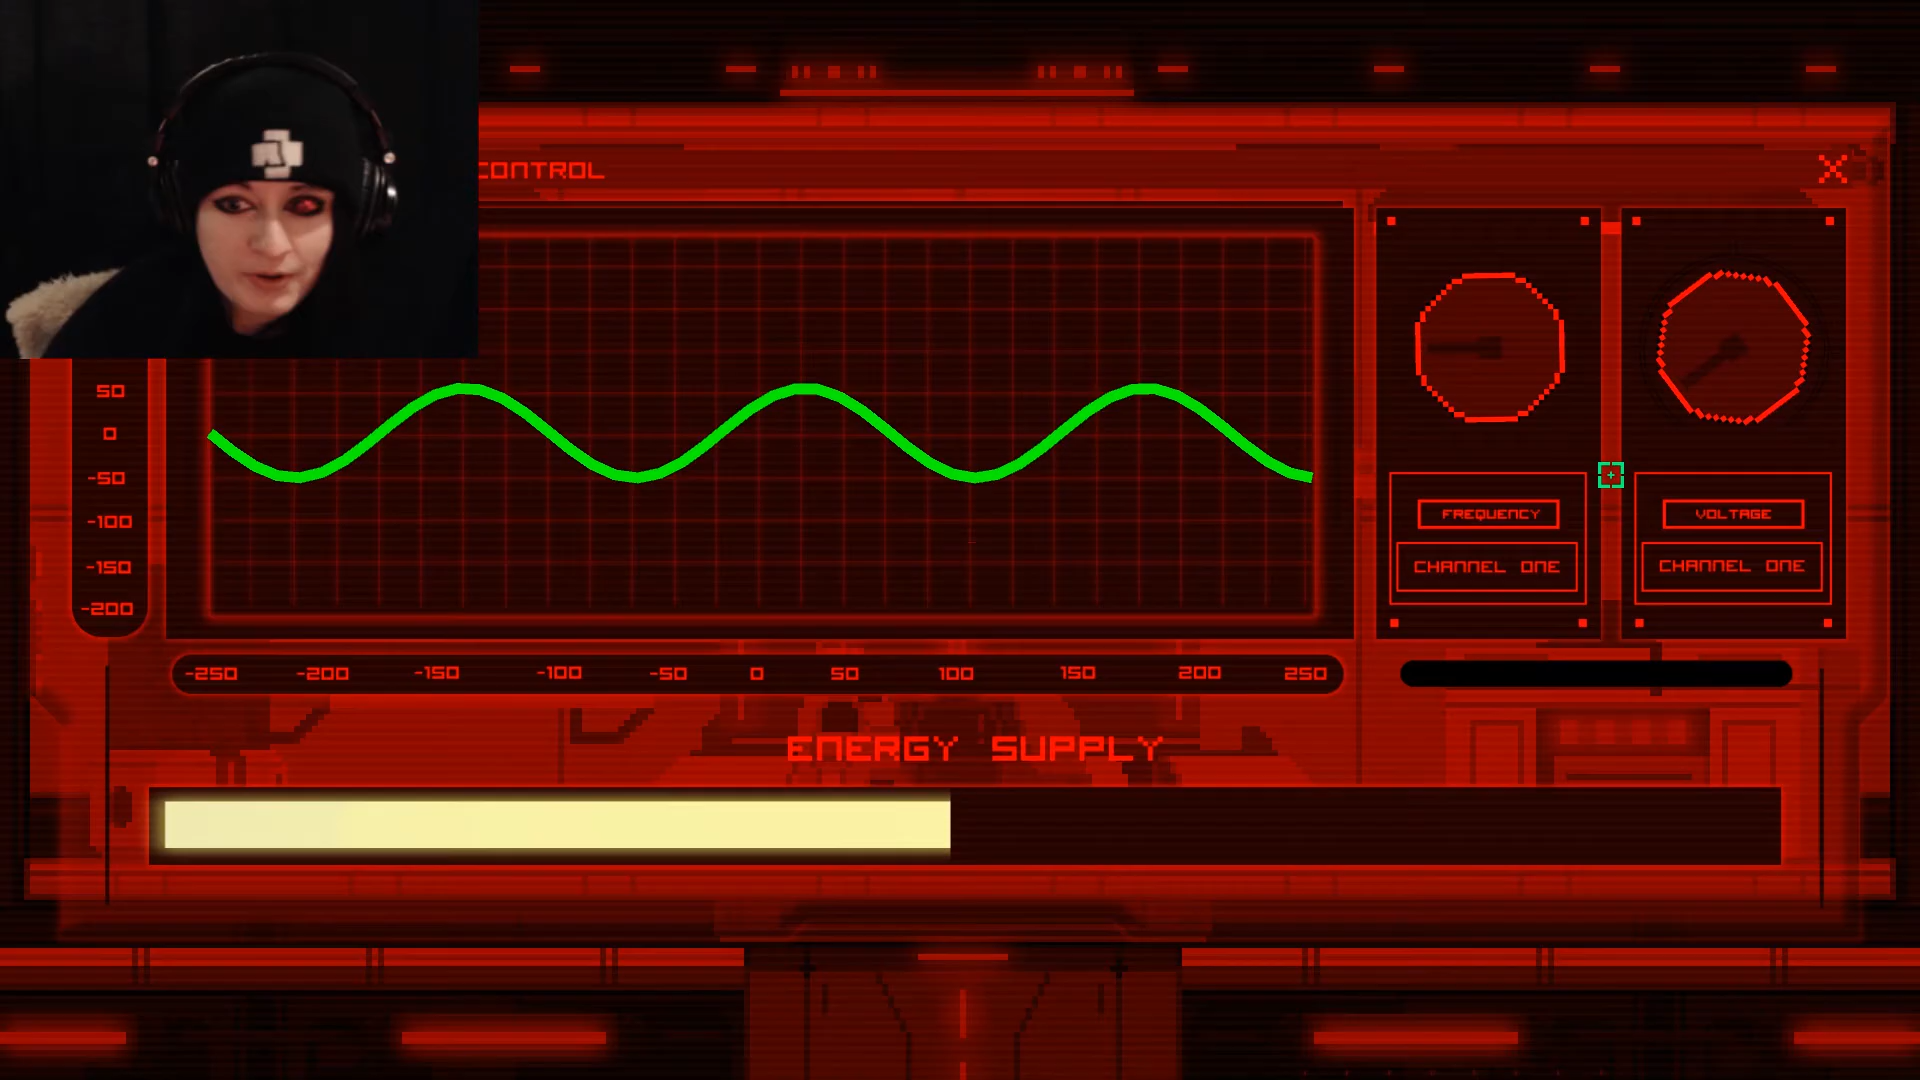 CONTROL
50
0
-50
-100
-150
-200
-250 -200 -150 -100 -50 0 50 100 150 200 250
FREQUENCY
CHANNEL ONE
VOLTAGE
CHANNEL ONE
ENERGY SUPPLY